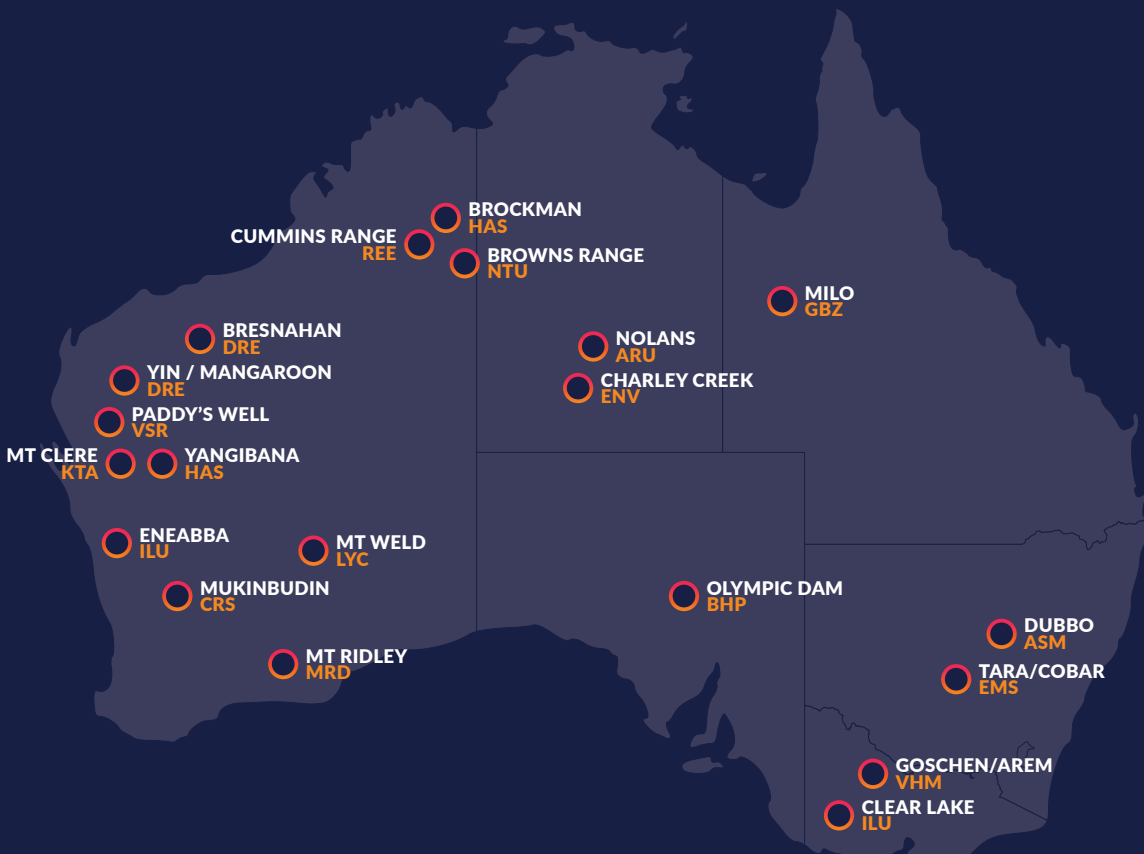 BROCKMAN
HAS
CUMMINS RANGE
REE
BROWNS RANGE
NTU
MILO
GBZ
BRESNAHAN
DRE
NOLANS
ARU
YIN / MANGAROON
DRE
CHARLEY CREEK
ENV
PADDY’S WELL
VSR
MT CLERE
KTA
YANGIBANA
HAS
ENEABBA
ILU
MT WELD
LYC
MUKINBUDIN
CRS
OLYMPIC DAM
BHP
DUBBO
ASM
MT RIDLEY
MRD
TARA/COBAR
EMS
GOSCHEN/AREM
VHM
CLEAR LAKE
ILU